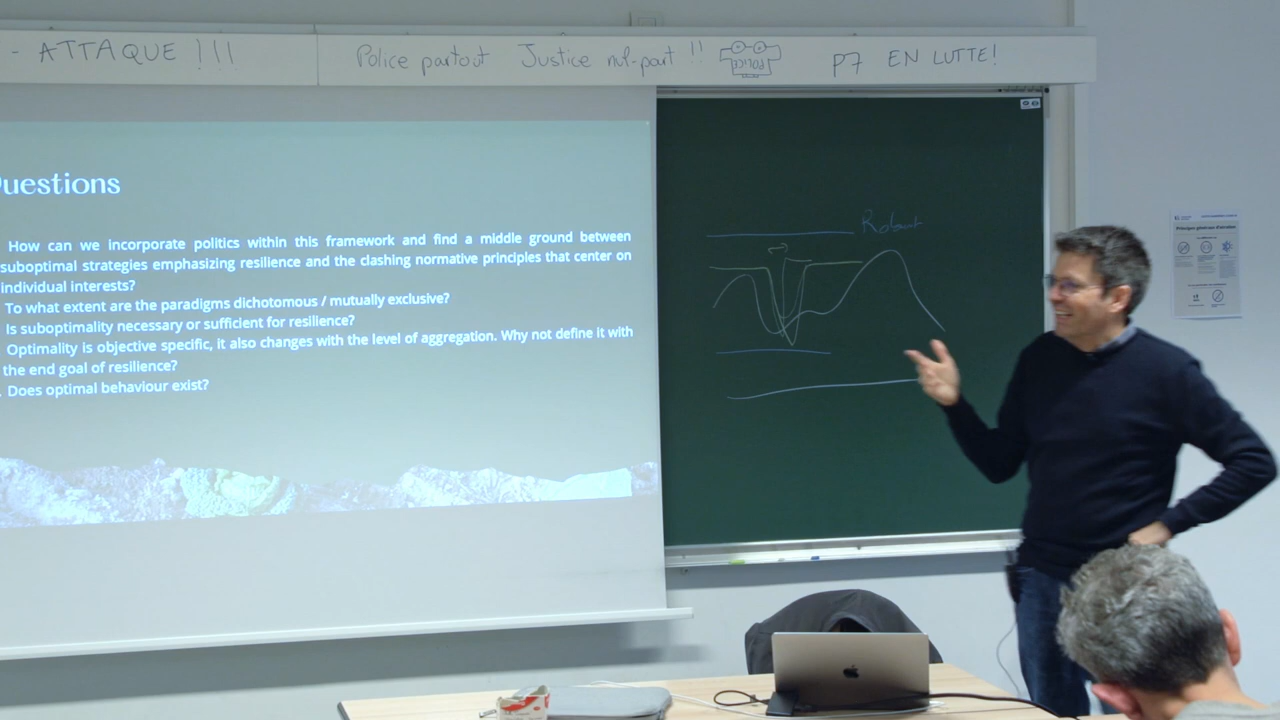 - ATTAQUE !!!
Police partout Justice nul-part !! POLICE P7 EN LUTTE!
uestions
How can we incorporate politics within this framework and find a middle ground between
suboptimal strategies emphasizing resilience and the clashing normative principles that center on
individual interests?
To what extent are the paradigms dichotomous / mutually exclusive?
Is suboptimality necessary or sufficient for resilience?
Optimality is objective specific, it also changes with the level of aggregation. Why not define it with
the end goal of resilience?
Does optimal behaviour exist?
Robust